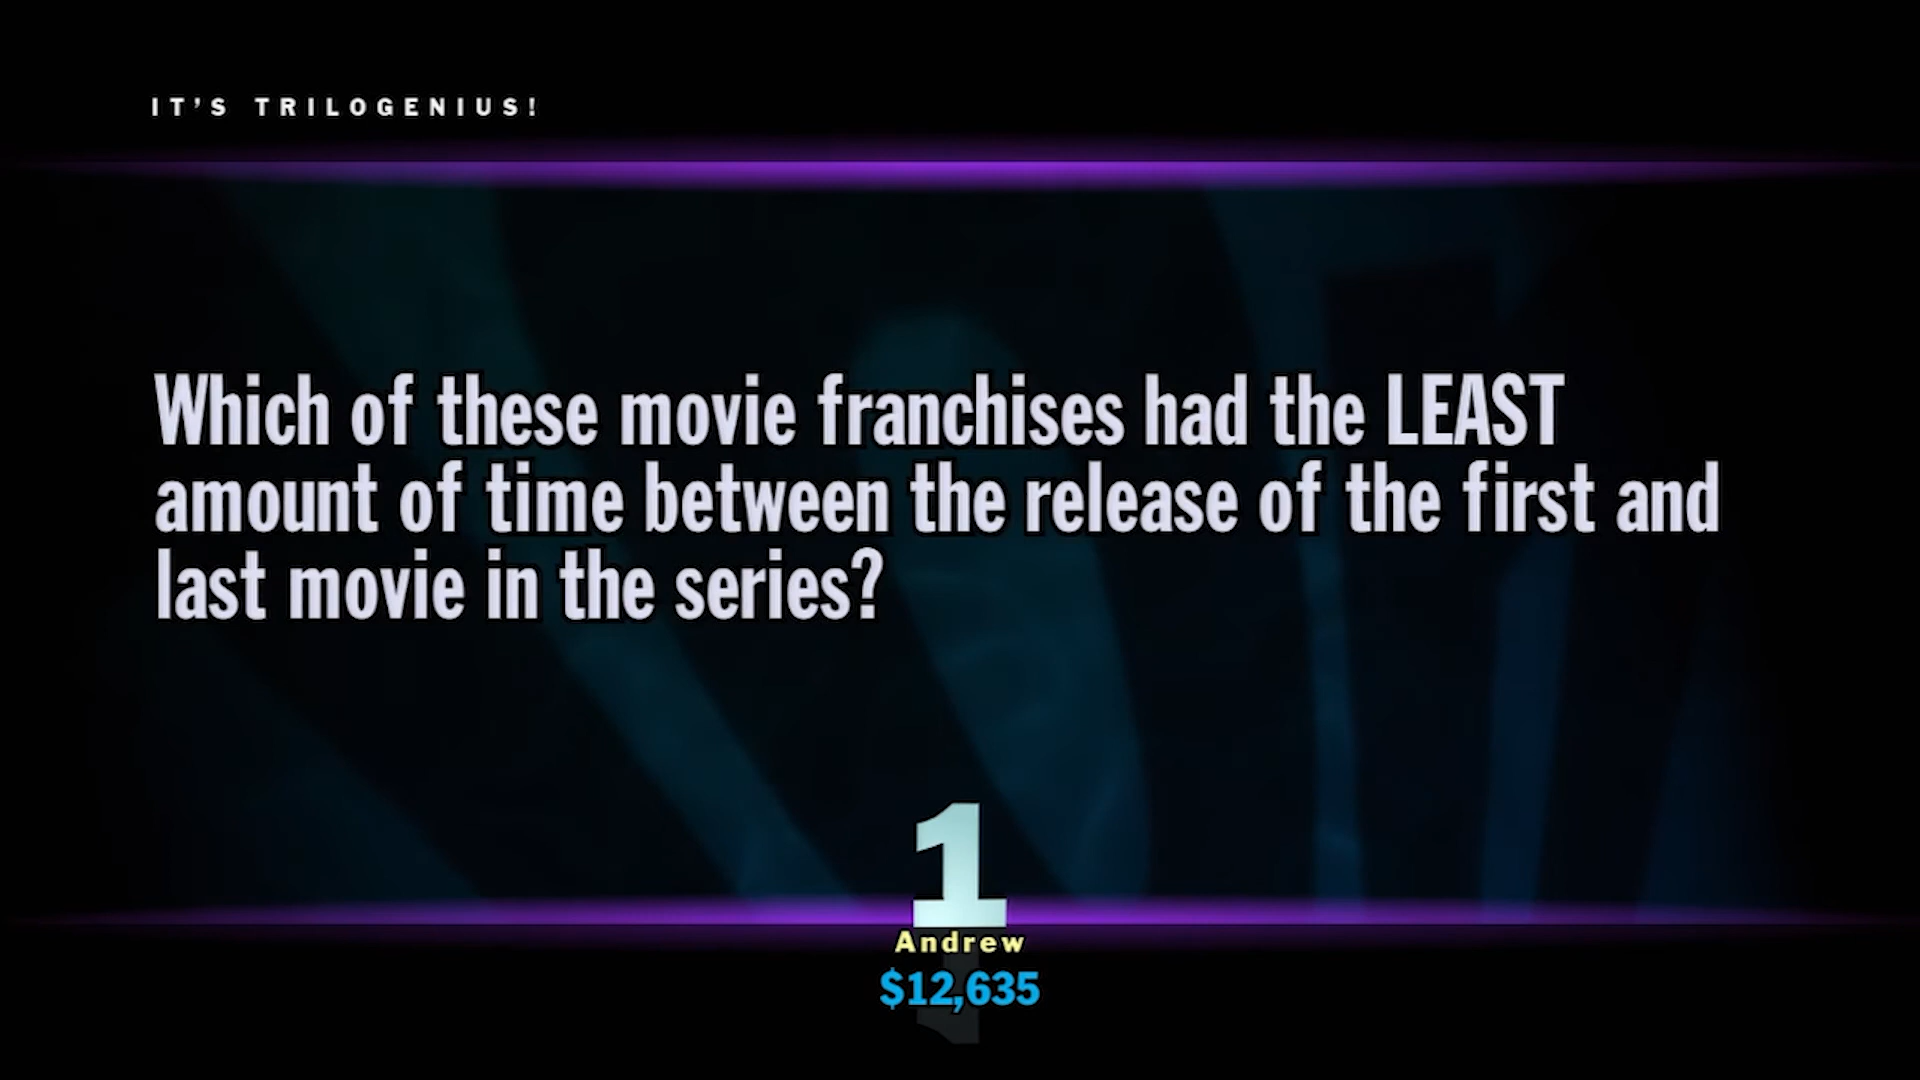 IT'S TRILOGENIUS!
Which of these movie franchises had the LEAST
amount of time between the release of the first and
last movie in the series?
1
Andrew
$12,635